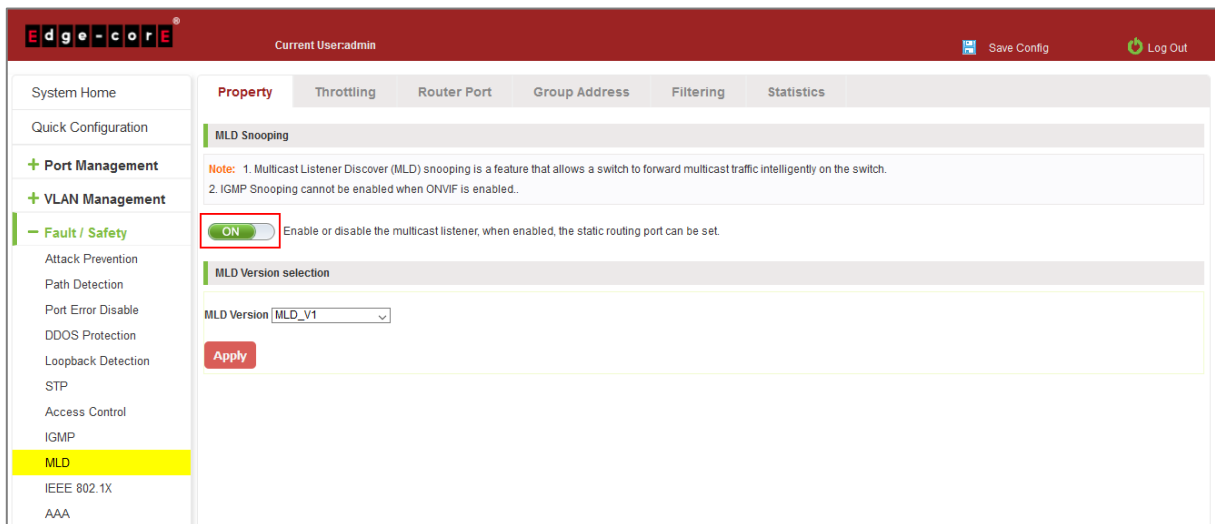 Edge-corE®
Current User:admin
Save Config
Log Out
System Home
Quick Configuration
+ Port Management
+ VLAN Management
− Fault / Safety
Attack Prevention
Path Detection
Port Error Disable
DDOS Protection
Loopback Detection
STP
Access Control
IGMP
MLD
IEEE 802.1X
AAA
Property Throttling Router Port Group Address Filtering Statistics
MLD Snooping
Note: 1. Multicast Listener Discover (MLD) snooping is a feature that allows a switch to forward multicast traffic intelligently on the switch.
2. IGMP Snooping cannot be enabled when ONVIF is enabled..
ON Enable or disable the multicast listener, when enabled, the static routing port can be set.
MLD Version selection
MLD Version MLD_V1
Apply